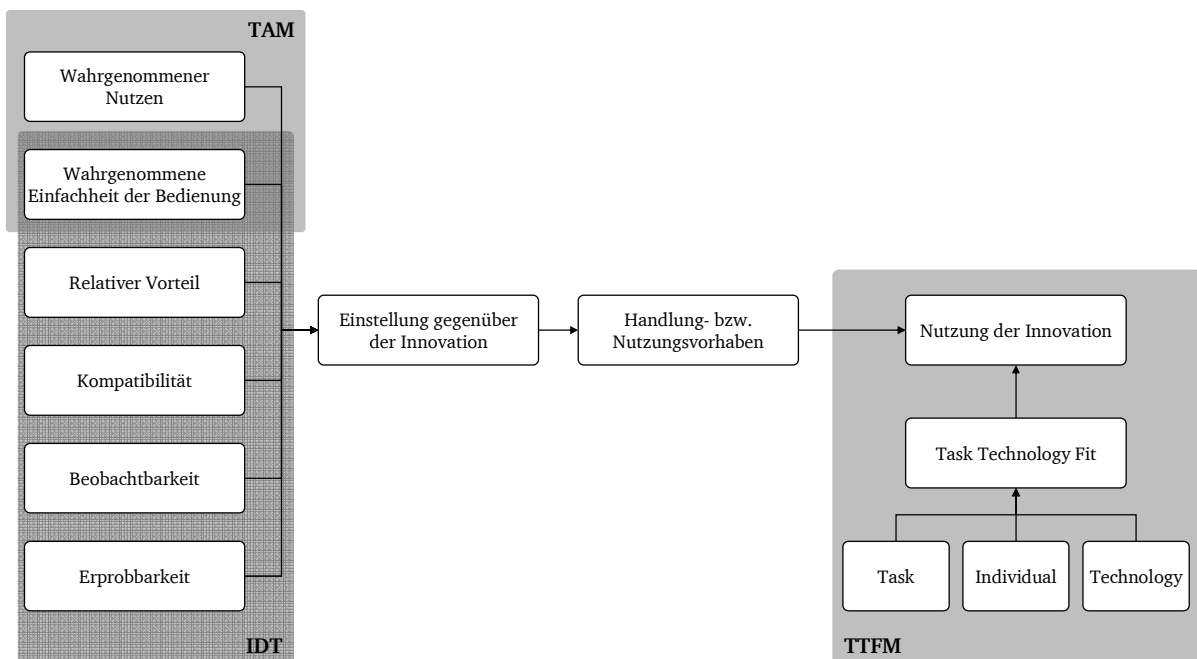 TAM
Wahrgenommener
Nutzen
Wahrgenommene
Einfachheit der Bedienung
Relativer Vorteil
Kompatibilität
Beobachtbarkeit
Erprobbarkeit
IDT
Einstellung gegenüber
der Innovation
Handlung- bzw.
Nutzungsvorhaben
Nutzung der Innovation
Task Technology Fit
Task
Individual
Technology
TTFM